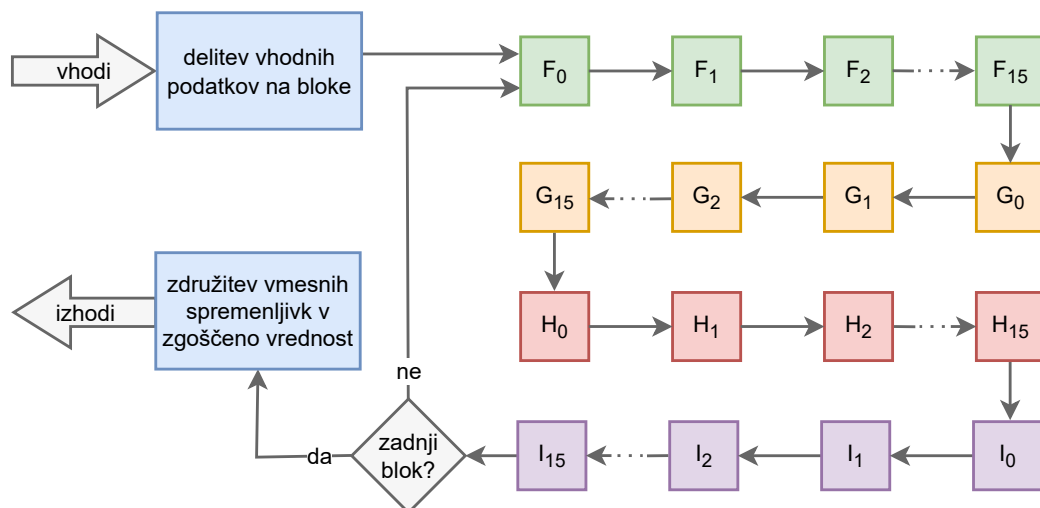 vhodi
delitev vhodnih
podatkov na bloke
F0
F1
F2
F15
G15
G2
G1
G0
izhodi
združitev vmesnih
spremenljivk v
zgoščeno vrednost
H0
H1
H2
H15
ne
da
zadnji
blok?
I15
I2
I1
I0